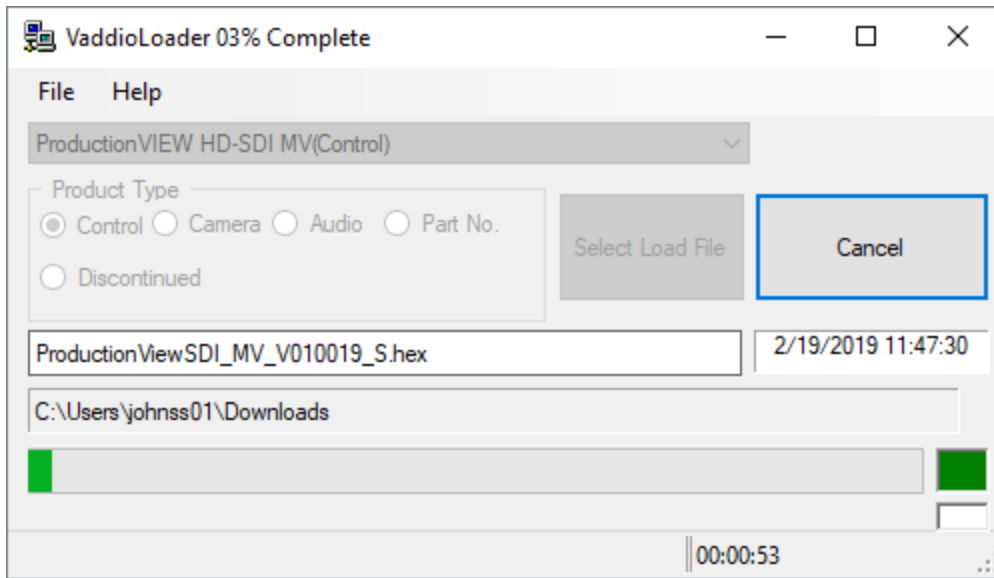 VaddioLoader 03% Complete
File Help
ProductionVIEW HD-SDI MV(Control)
Product Type
Control Camera Audio Part No.
Discontinued
Select Load File
Cancel
ProductionViewSDI_MV_V010019_S.hex
2/19/2019 11:47:30
C:\Users\johnss01\Downloads
00:00:53